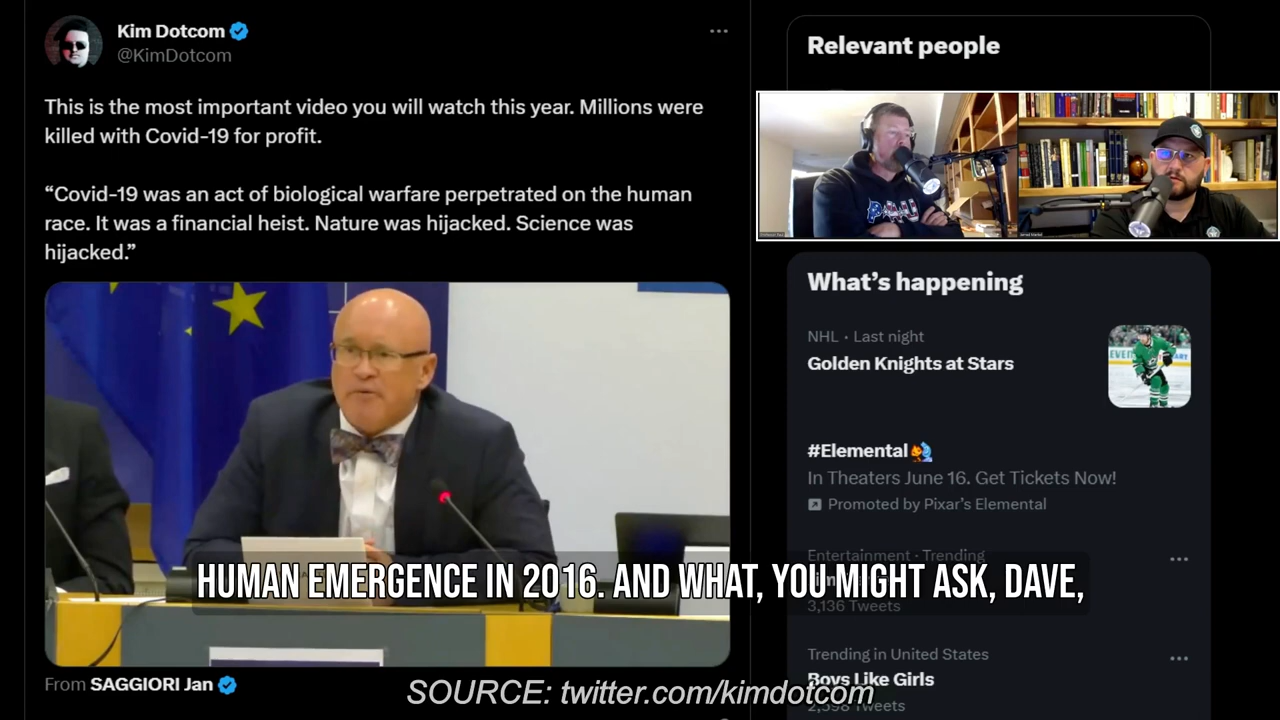 Kim Dotcom
@KimDotcom
This is the most important video you will watch this year. Millions were
killed with Covid-19 for profit.
“Covid-19 was an act of biological warfare perpetrated on the human
race. It was a financial heist. Nature was hijacked. Science was
hijacked.”
From SAGGIORI Jan
Relevant people
What’s happening
NHL · Last night
Golden Knights at Stars
#Elemental
In Theaters June 16. Get Tickets Now!
Promoted by Pixar’s Elemental
Entertainment · Trending
3,136 Tweets
Trending in United States
Boys Like Girls
2,598 Tweets
HUMAN EMERGENCE IN 2016. AND WHAT, YOU MIGHT ASK, DAVE,
SOURCE: twitter.com/kimdotcom